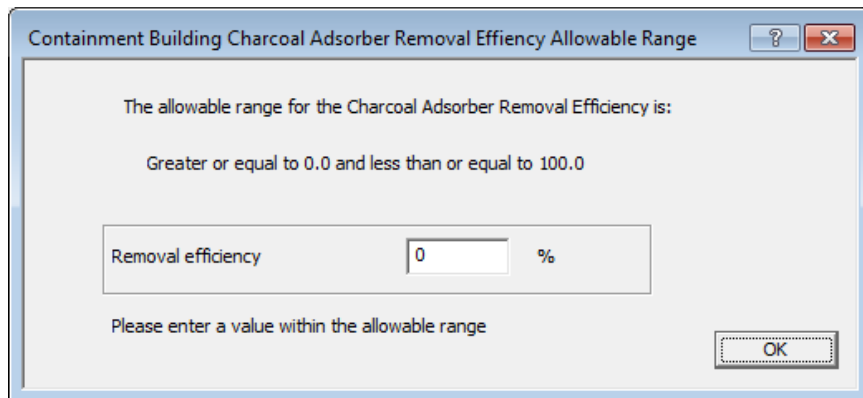 Containment Building Charcoal Adsorber Removal Effiency Allowable Range
The allowable range for the Charcoal Adsorber Removal Efficiency is:
Greater or equal to 0.0 and less than or equal to 100.0
Removal efficiency 0 %
Please enter a value within the allowable range
OK